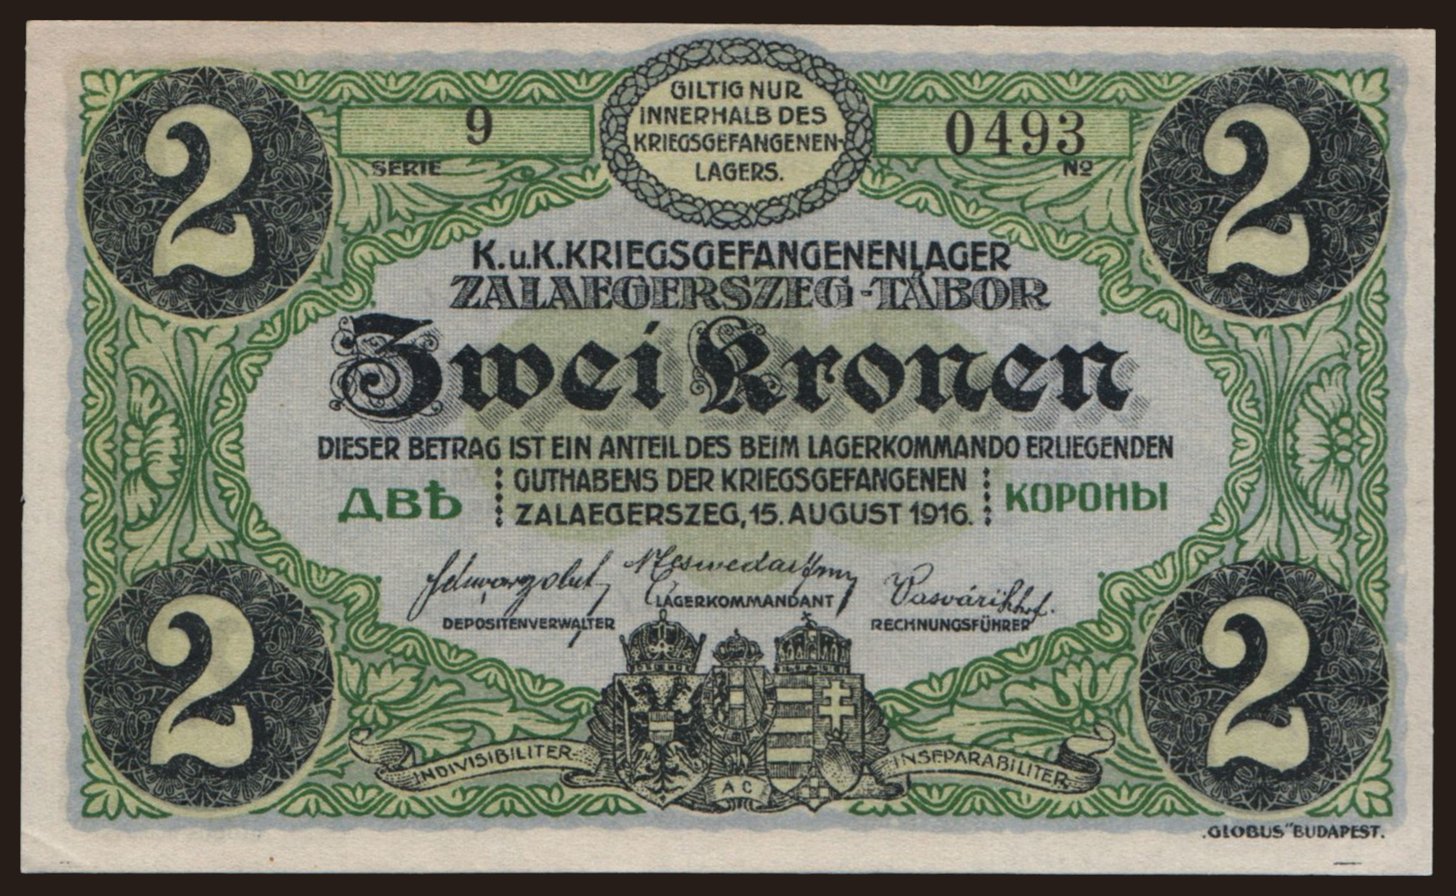 2
9
SERIE
GILTIG NUR
INNERHALB DES
KRIEGSGEFANGENEN-
LAGERS.
0493
No
2
K.u.K. KRIEGSGEFANGENENLAGER
ZALAEGERSZEG-TÁBOR
Zwei Kronen
DIESER BETRAG IST EIN ANTEIL DES BEIM LAGERKOMMANDO ERLIEGENDEN
GUTHABENS DER KRIEGSGEFANGENEN
ДВѢ
ZALAEGERSZEG, 15. AUGUST 1916.
КОРОНЫ
DEPOSITENVERWALTER
LAGERKOMMANDANT
RECHNUNGSFÜHRER
2
INDIVISIBILITER
AC
INSEPARABILITER
2
„GLOBUS" BUDAPEST.